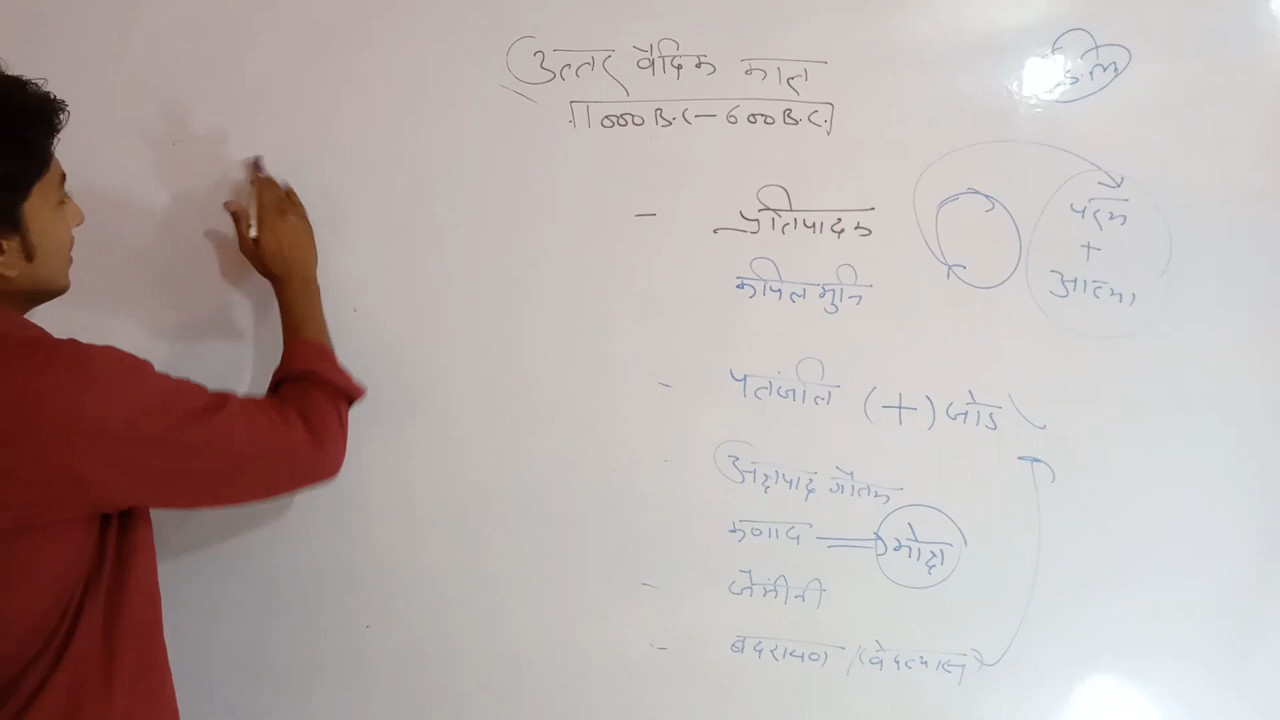 उत्तर वैदिक काल
1000 B.C - 600 B.C.
- प्रतिपादक
कपिल मुनि
परम
+
आत्मा
- पतंजलि (+) जोड
- अक्षपाद गौतम
कणाद मोक्ष
- जैमीनी
- बदरायण / (वेदव्यास)